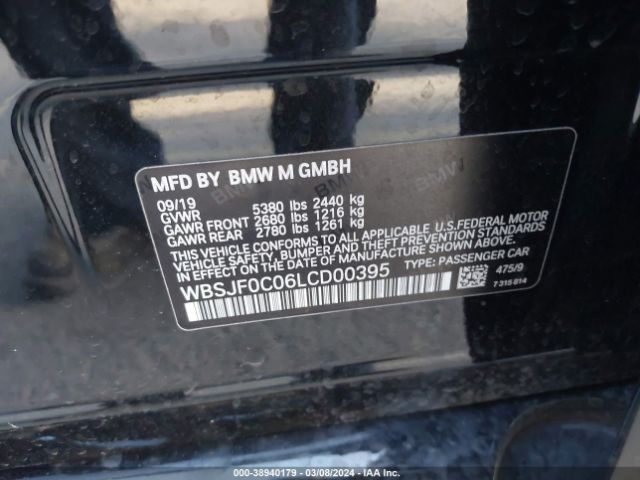 MFD BY BMW M GMBH
09/19
GVWR 5380 lbs 2440 kg
GAWR FRONT 2680 lbs 1216 kg
GAWR REAR 2780 lbs 1261 kg
THIS VEHICLE CONFORMS TO ALL APPLICABLE U.S.FEDERAL MOTOR
VEHICLE SAFETY, BUMPER AND THEFT PREVENTION STANDARDS
IN EFFECT ON THE DATE OF MANUFACTURE SHOWN ABOVE.
WBSJF0C06LCD00395 TYPE: PASSENGER CAR
475/9
7 315 814
000-38940179 - 03/08/2024 - IAA Inc.